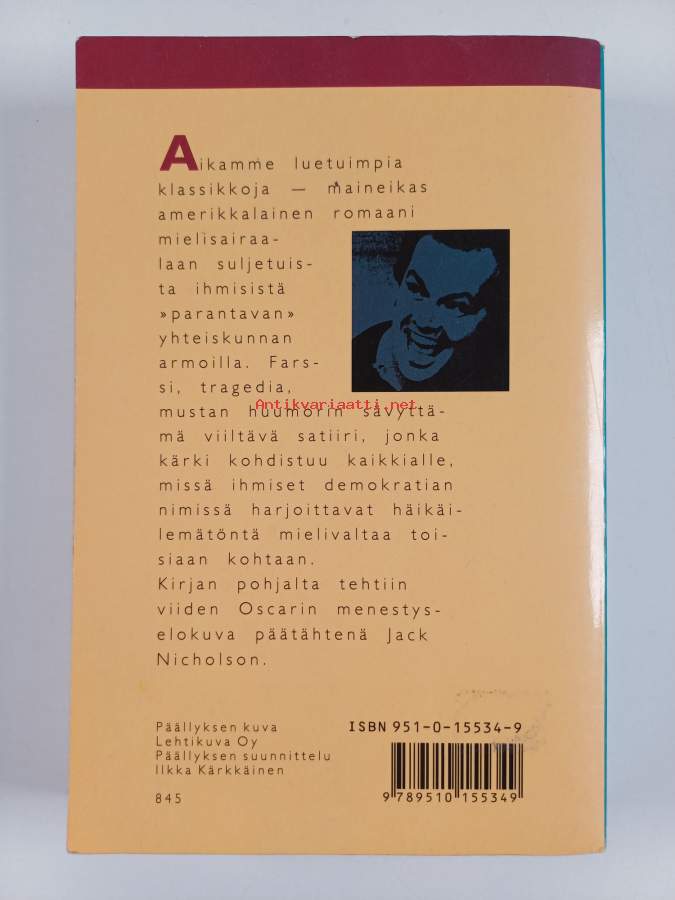 Aikamme luetuimpia
klassikkoja — maineikas
amerikkalainen romaani
mielisairaa-
laan suljetuis-
ta ihmisistä
»parantavan»
yhteiskunnan
armoilla. Fars-
si, tragedia,
Antikvariaatti.net
mustan huumorin sävyttä-
mä viiltävä satiiri, jonka
kärki kohdistuu kaikkialle,
missä ihmiset demokratian
nimissä harjoittavat häikäi-
lemätöntä mielivaltaa toi-
siaan kohtaan.
Kirjan pohjalta tehtiin
viiden Oscarin menestys-
elokuva päätähtenä Jack
Nicholson.
Päällyksen kuva
Lehtikuva Oy
Päällyksen suunnittelu
Ilkka Kärkkäinen
845
ISBN 951-0-15534-9
9 789510 155349